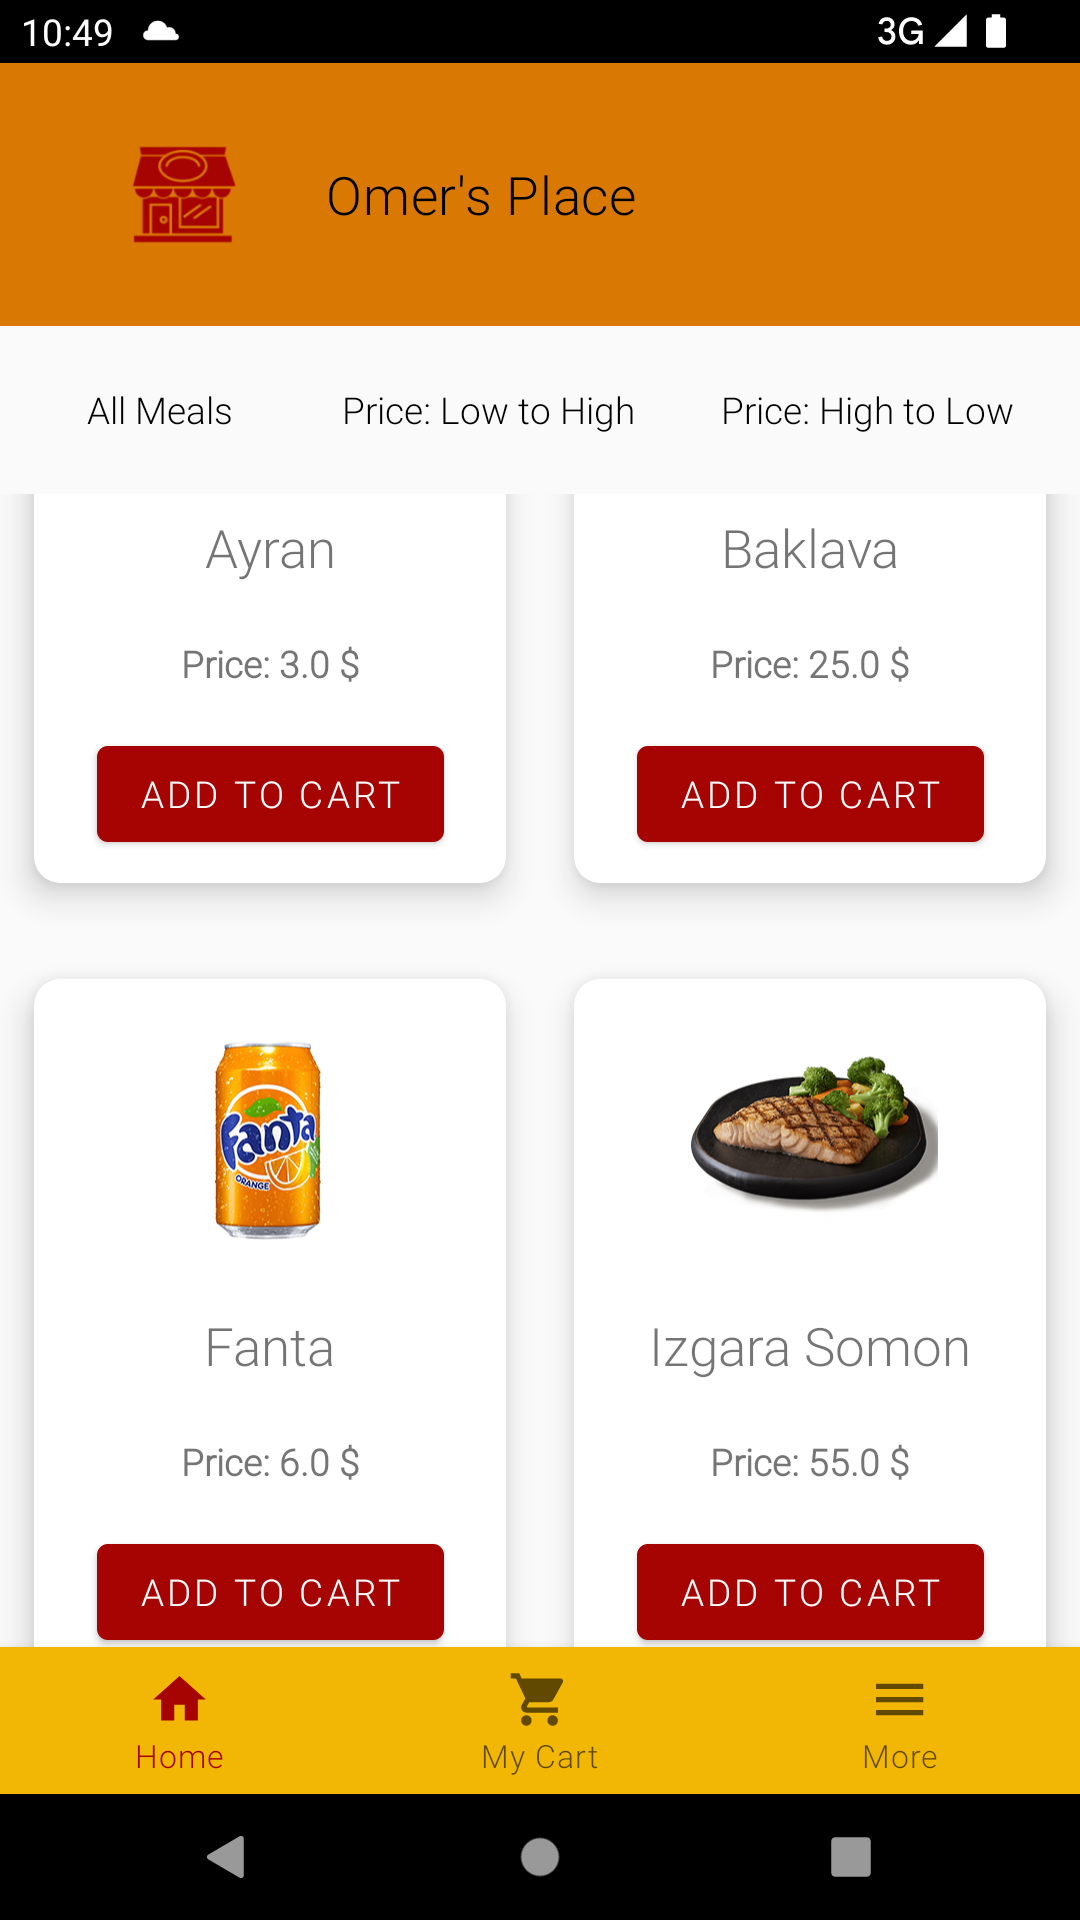 10:49
3G
Omer's Place
All Meals
Price: Low to High
Price: High to Low
Ayran
Baklava
Price: 3.0 $
Price: 25.0 $
ADD TO CART
ADD TO CART
Fanta
ORANGE
Fanta
Izgara Somon
Price: 6.0 $
Price: 55.0 $
ADD TO CART
ADD TO CART
Home
My Cart
More